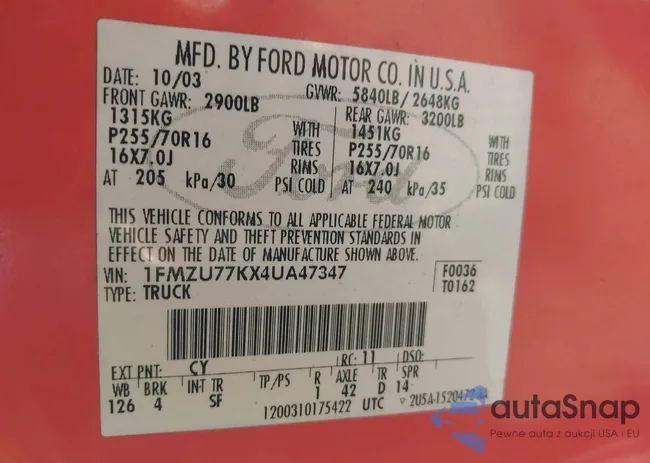 MFD. BY FORD MOTOR CO. IN U.S.A.
DATE: 10/03 GVWR: 5840LB/ 2648KG
FRONT GAWR: 2900LB REAR GAWR: 3200LB
1315KG WITH 1451KG WITH
P255/70R16 TIRES P255/70R16 TIRES
16X7.0J RIMS 16X7.0J RIMS
AT 205 kPa/30 PSI COLD AT 240 kPa/35 PSI COLD
Ford
THIS VEHICLE CONFORMS TO ALL APPLICABLE FEDERAL MOTOR
VEHICLE SAFETY AND THEFT PREVENTION STANDARDS IN
EFFECT ON THE DATE OF MANUFACTURE SHOWN ABOVE.
VIN: 1FMZU77KX4UA47347 F0036
TYPE: TRUCK T0162
EXT PNT: CY RC: 11 DSO:
WB BRK INT TR TP/PS R AXLE TR SPR
126 4 SF 1 42 D 14
1200310175422 UTC
autaSnap
Pewne auta z aukcji USA i EU